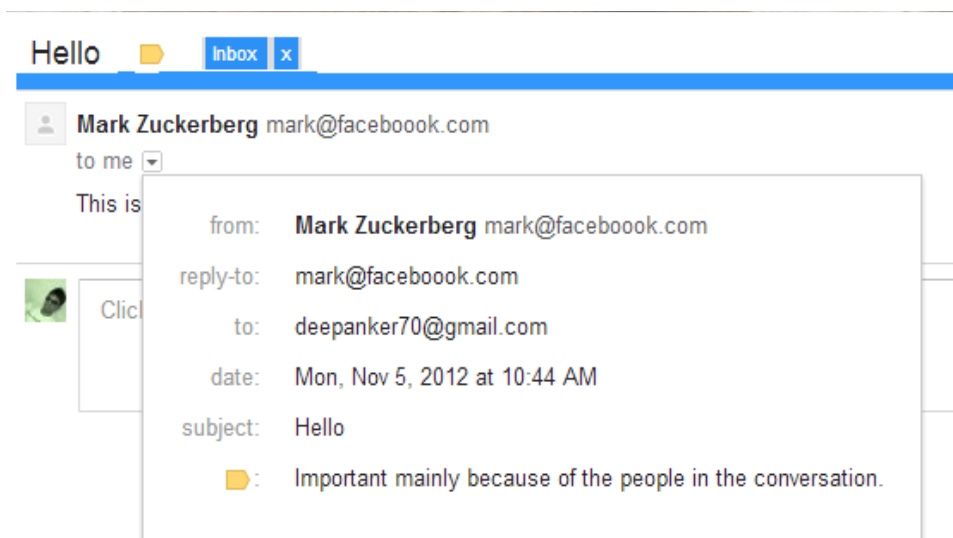 Hello Inbox x
Mark Zuckerberg mark@faceboook.com
to me
This is
from: Mark Zuckerberg mark@faceboook.com
reply-to: mark@faceboook.com
Clic
to: deepanker70@gmail.com
date: Mon, Nov 5, 2012 at 10:44 AM
subject: Hello
: Important mainly because of the people in the conversation.